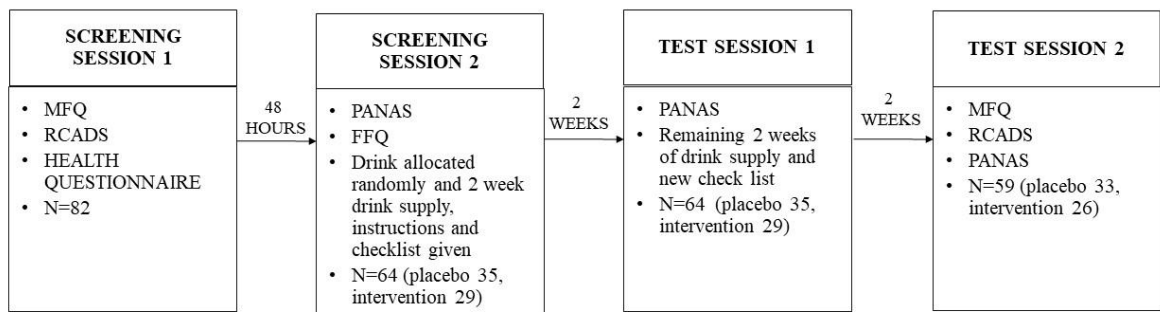 SCREENING
SESSION 1
• MFQ
• RCADS
• HEALTH
QUESTIONNAIRE
• N=82
48
HOURS
SCREENING
SESSION 2
• PANAS
• FFQ
• Drink allocated
randomly and 2 week
drink supply,
instructions and
checklist given
• N=64 (placebo 35,
intervention 29)
2
WEEKS
TEST SESSION 1
• PANAS
• Remaining 2 weeks
of drink supply and
new check list
• N=64 (placebo 35,
intervention 29)
2
WEEKS
TEST SESSION 2
• MFQ
• RCADS
• PANAS
• N=59 (placebo 33,
intervention 26)